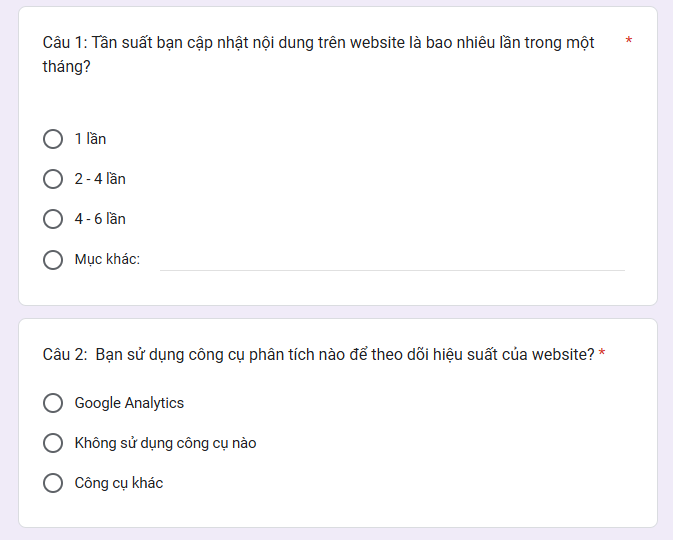 Câu 1: Tần suất bạn cập nhật nội dung trên website là bao nhiêu lần trong một *
tháng?
1 lần
2 - 4 lần
4 - 6 lần
Mục khác:
Câu 2:  Bạn sử dụng công cụ phân tích nào để theo dõi hiệu suất của website? *
Google Analytics
Không sử dụng công cụ nào
Công cụ khác